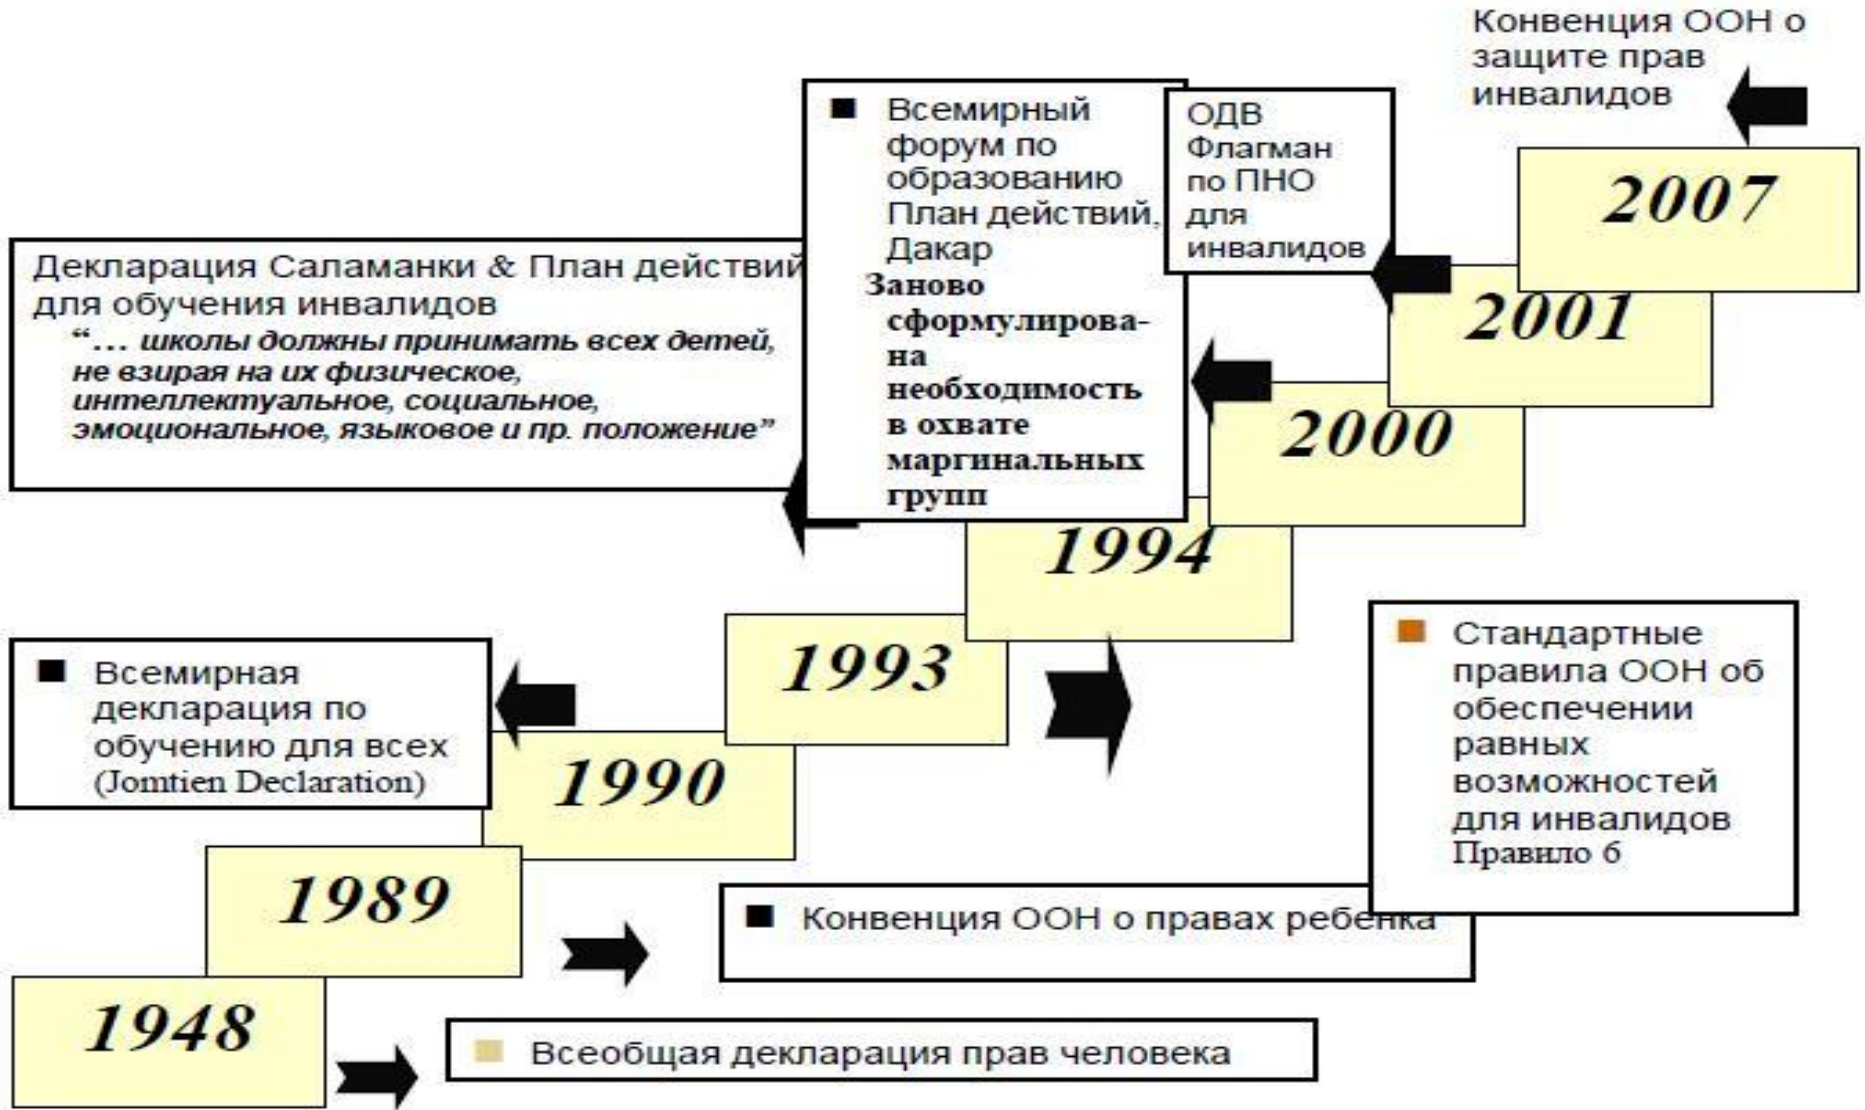 Конвенция ООН о
защите прав
инвалидов
2007
ОДВ
Флагман
по ПНО
для
инвалидов
2001
Всемирный
форум по
образованию
План действий,
Дакар
Заново
сформулирова-
на
необходимость
в охвате
маргинальных
групп
2000
Декларация Саламанки & План действий
для обучения инвалидов
“… школы должны принимать всех детей,
не взирая на их физическое,
интеллектуальное, социальное,
эмоциональное, языковое и пр. положение”
1994
1993
Стандартные
правила ООН об
обеспечении
равных
возможностей
для инвалидов
Правило 6
Всемирная
декларация по
обучению для всех
(Jomtien Declaration)
1990
1989
Конвенция ООН о правах ребенка
1948
Всеобщая декларация прав человека